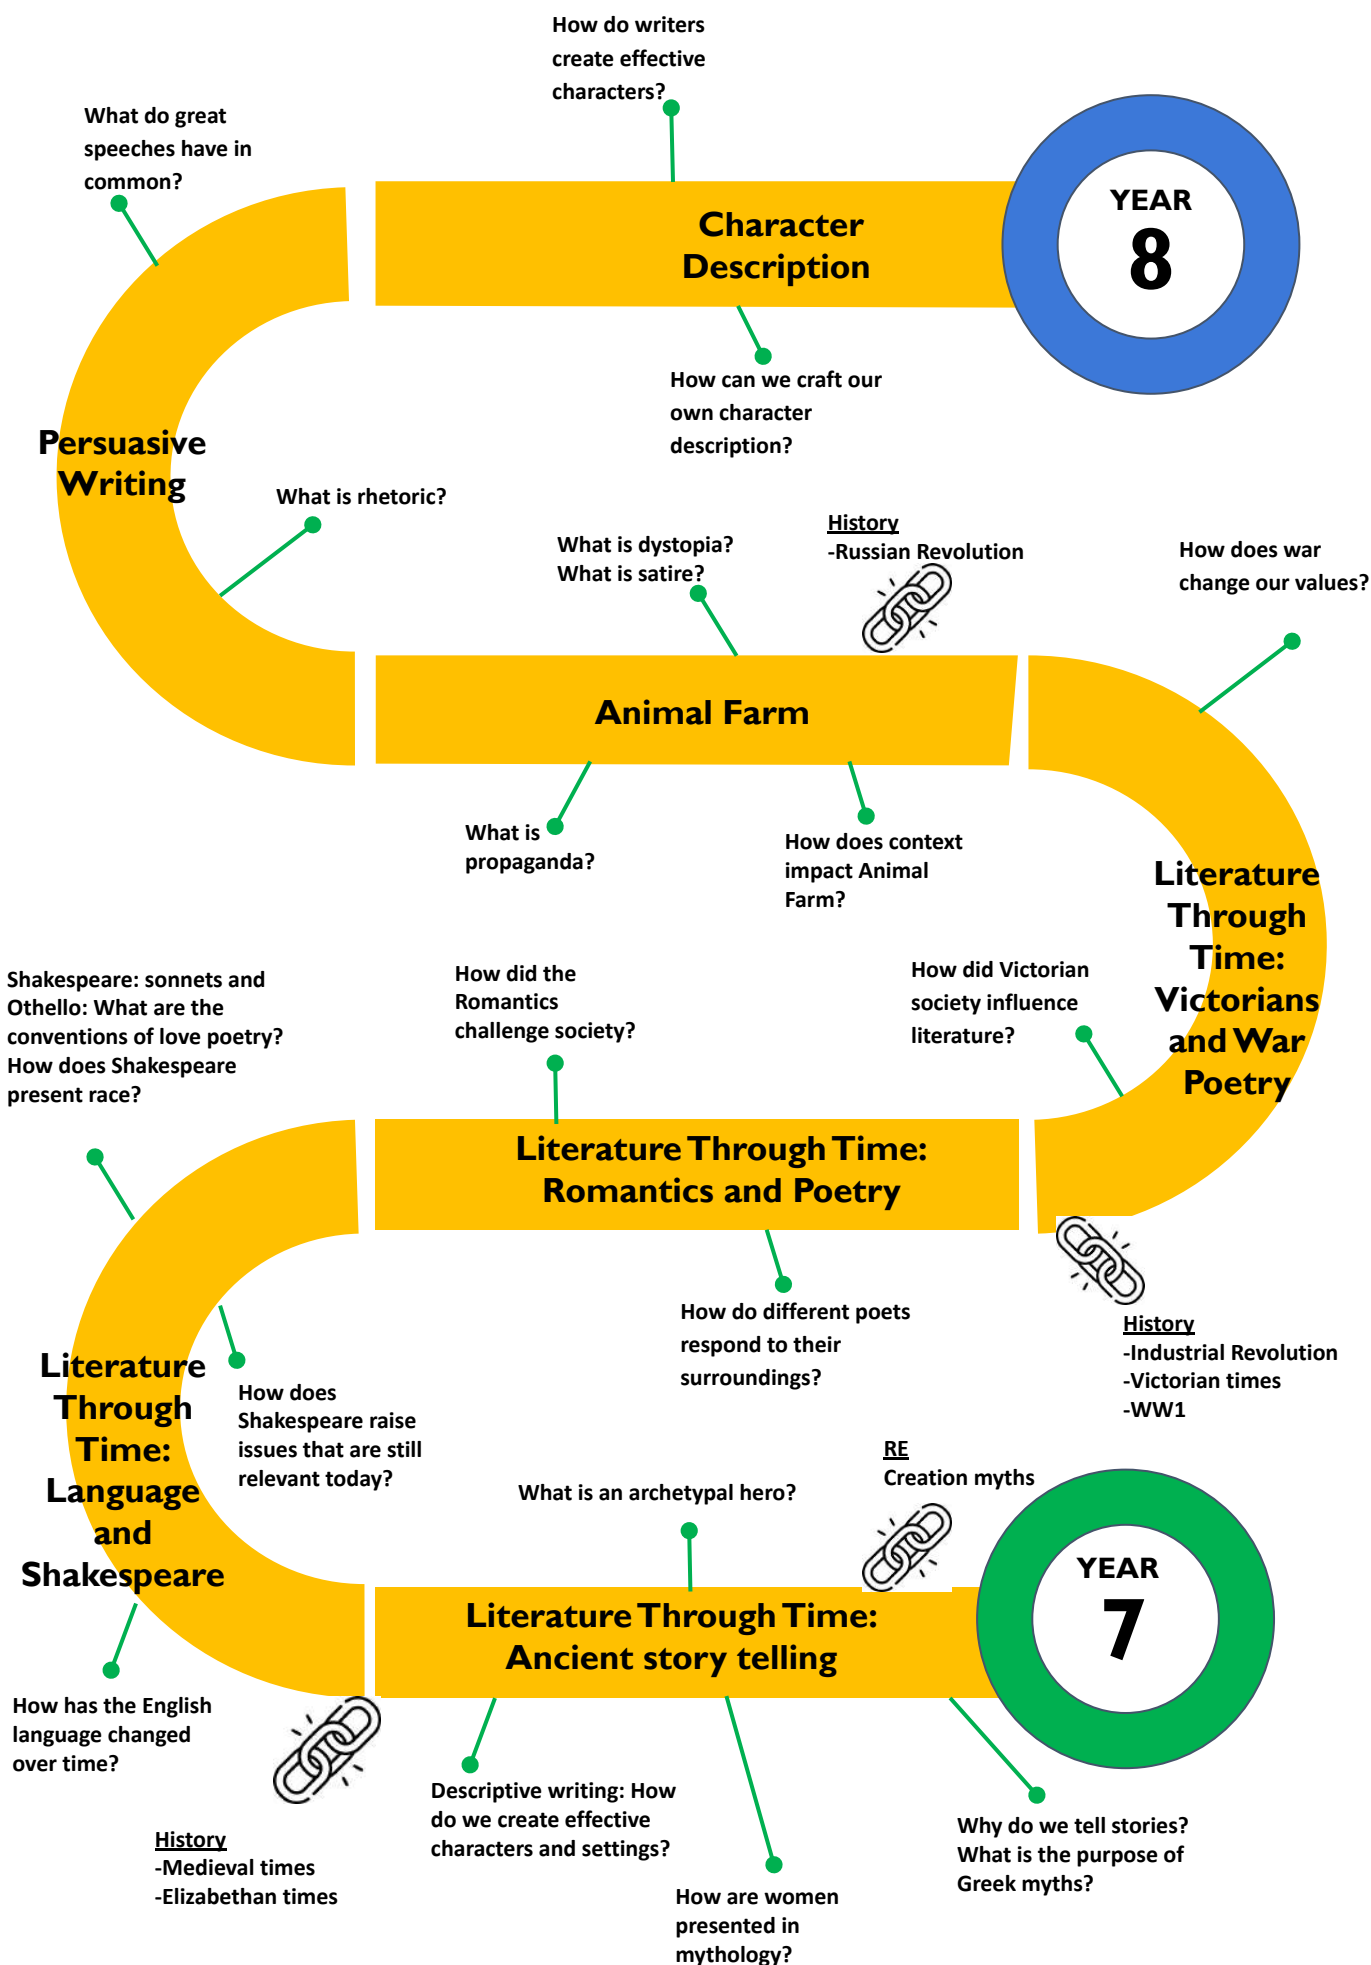 How do writers
create effective
characters?
What do great
speeches have in
common?
YEAR
8
Character
Description
How can we craft our
own character
description?
Persuasive
Writing
What is rhetoric?
History
-Russian Revolution
What is dystopia?
What is satire?
How does war
change our values?
Animal Farm
What is
propaganda?
How does context
impact Animal
Farm?
Literature
Through
Time:
Victorians
and War
Poetry
Shakespeare: sonnets and
Othello: What are the
conventions of love poetry?
How does Shakespeare
present race?
How did the
Romantics
challenge society?
How did Victorian
society influence
literature?
Literature Through Time:
Romantics and Poetry
How do different poets
respond to their
surroundings?
History
-Industrial Revolution
-Victorian times
-WW1
Literature
Through
Time:
Language
and
Shakespeare
How does
Shakespeare raise
issues that are still
relevant today?
RE
Creation myths
What is an archetypal hero?
YEAR
7
Literature Through Time:
Ancient story telling
How has the English
language changed
over time?
History
-Medieval times
-Elizabethan times
Descriptive writing: How
do we create effective
characters and settings?
How are women
presented in
mythology?
Why do we tell stories?
What is the purpose of
Greek myths?